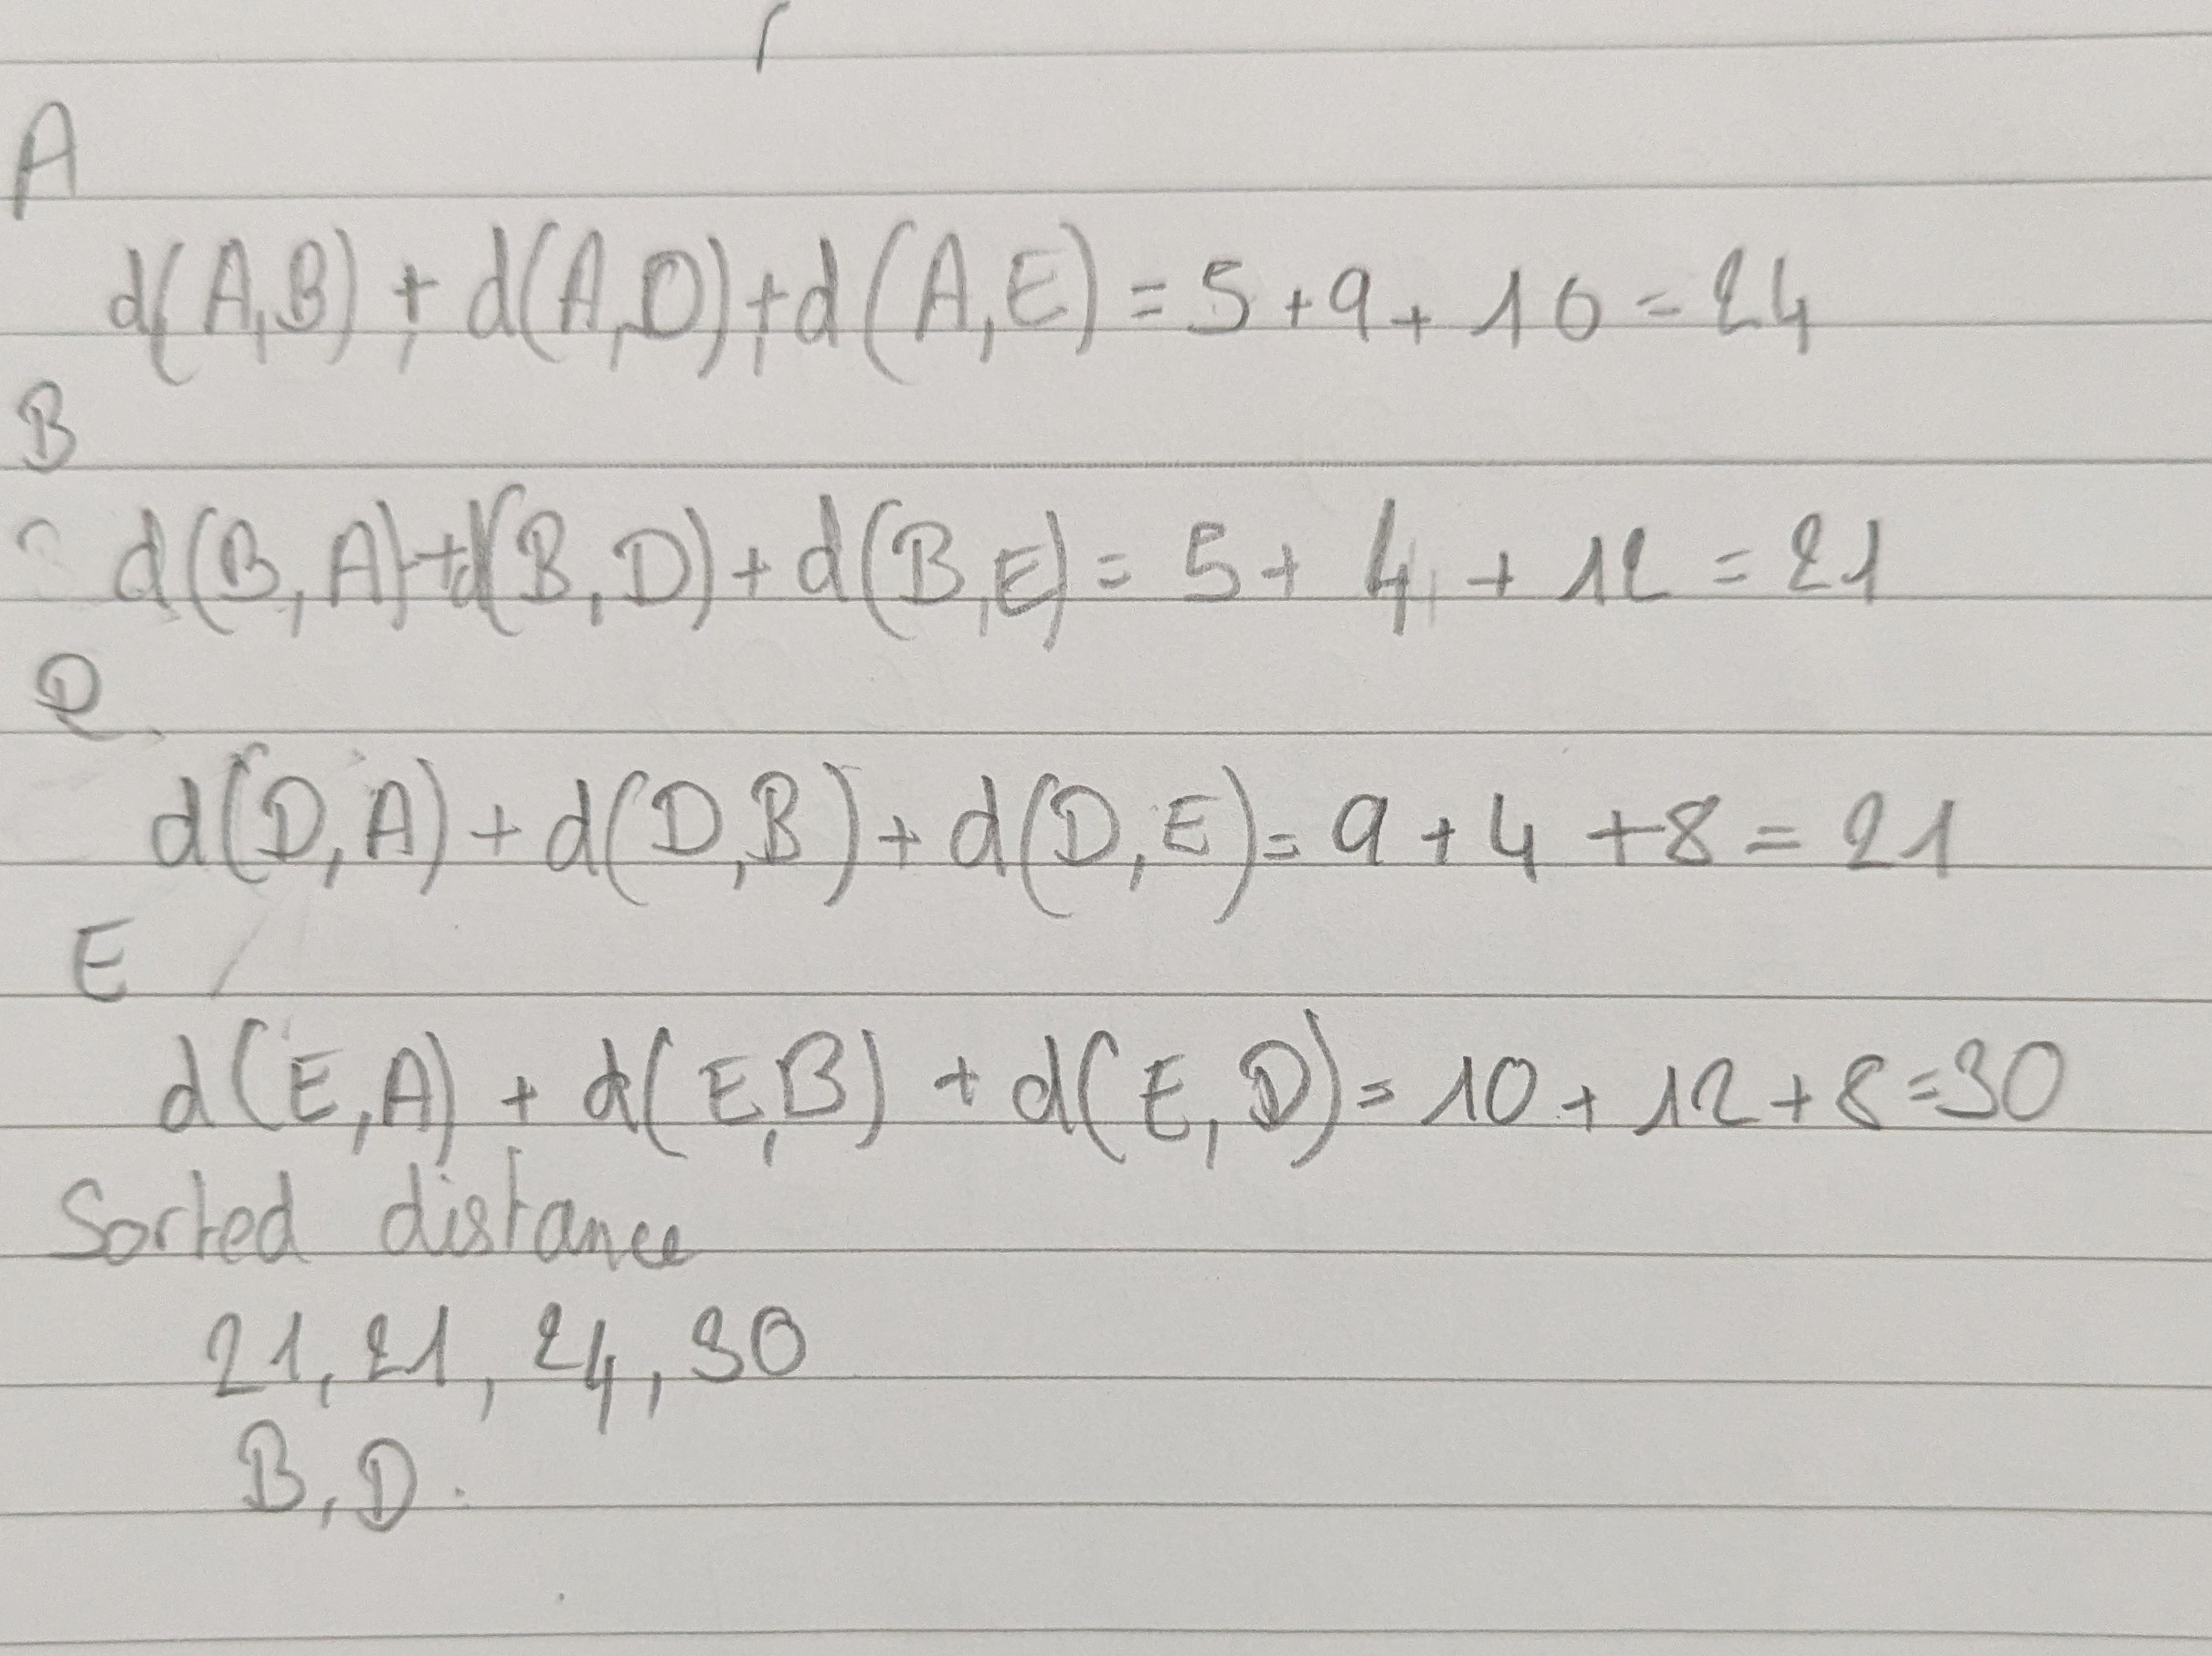 A
d(A,B) + d(A,D) + d(A,E) = 5 + 9 + 10 = 24
B
d(B,A) + d(B,D) + d(B,E) = 5 + 4 + 12 = 21
D
d(D,A) + d(D,B) + d(D,E) = 9 + 4 + 8 = 21
E
d(E,A) + d(E,B) + d(E,D) = 10 + 12 + 8 = 30
Sorted distance
21, 21, 24, 30
B, D.